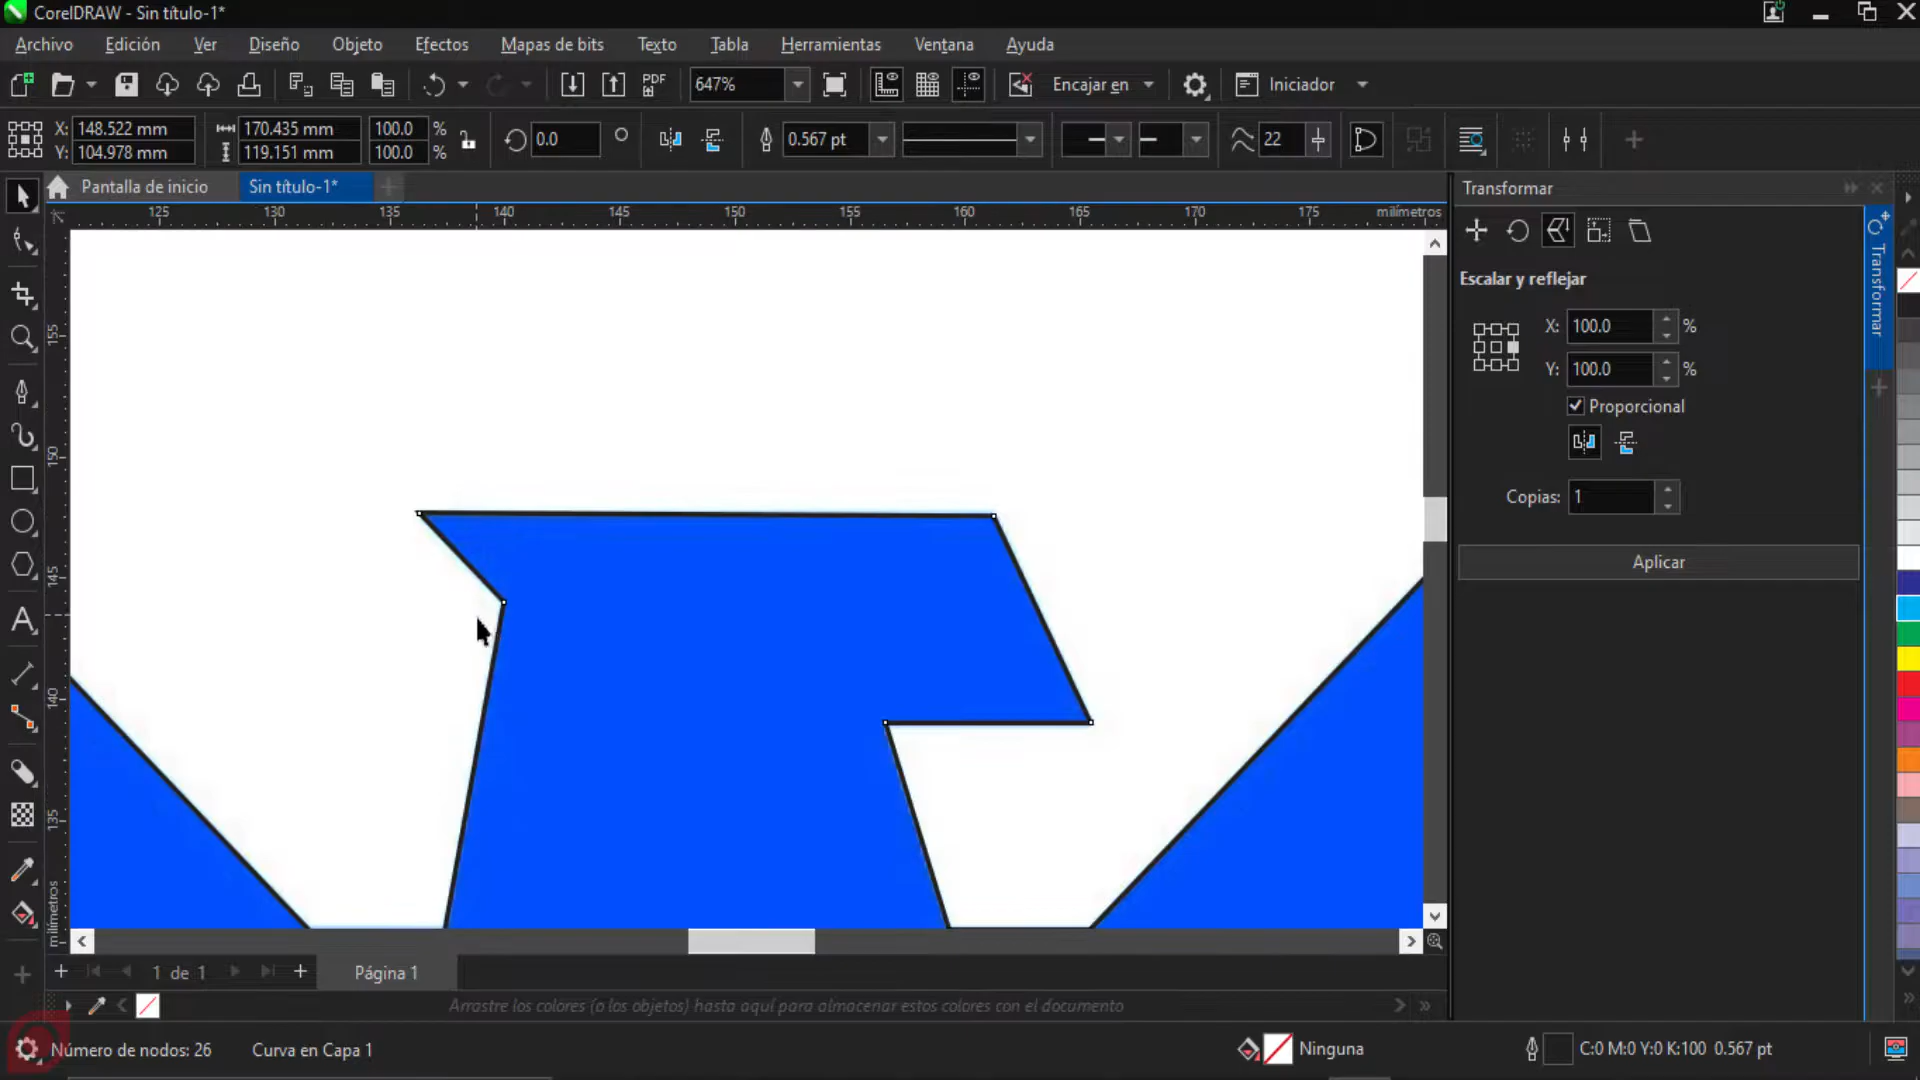 CorelDRAW - Sin título-1*
Archivo Edición Ver Diseño Objeto Efectos Mapas de bits Texto Tabla Herramientas Ventana Ayuda
PDF 647% Encajar en Iniciador
X: 148.522 mm 170.435 mm 100.0 % 0.0 ° 0.567 pt 22
Y: 104.978 mm 119.151 mm 100.0 %
Pantalla de inicio Sin título-1* Transformar
125 130 135 140 145 150 155 160 165 170 175 milímetros
Transformar
Escalar y reflejar
X: 100.0 %
Y: 100.0 %
Proporcional
Copias: 1
Aplicar
155
150
145
140
135
milímetros
1 de 1 Página 1
Arrastre los colores (o los objetos) hasta aquí para almacenar estos colores con el documento
Número de nodos: 26 Curva en Capa 1 Ninguna C:0 M:0 Y:0 K:100 0.567 pt